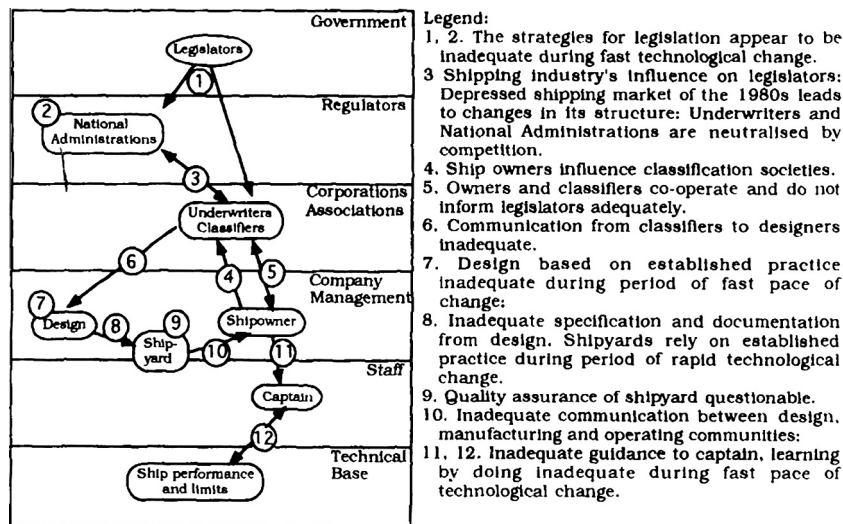 Government
Legislators
1
Regulators
2
National
Administrations
3
Corporations
Associations
Underwriters
Classifiers
6
4
5
Company
Management
7
Design
8
9
Ship-
yard
10
Shipowner
11
Staff
Captain
12
Technical
Base
Ship performance
and limits
Legend:
1, 2. The strategies for legislation appear to be
inadequate during fast technological change.
3 Shipping industry's influence on legislators:
Depressed shipping market of the 1980s leads
to changes in its structure: Underwriters and
National Administrations are neutralised by
competition.
4. Ship owners influence classification societies.
5. Owners and classifiers co-operate and do not
inform legislators adequately.
6. Communication from classifiers to designers
inadequate.
7. Design based on established practice
inadequate during period of fast pace of
change:
8. Inadequate specification and documentation
from design. Shipyards rely on established
practice during period of rapid technological
change.
9. Quality assurance of shipyard questionable.
10. Inadequate communication between design,
manufacturing and operating communities:
11, 12. Inadequate guidance to captain, learning
by doing inadequate during fast pace of
technological change.